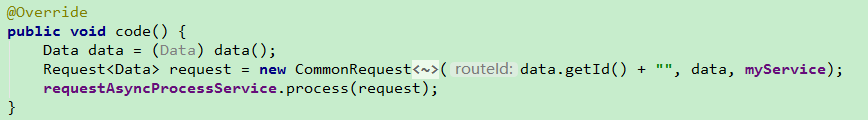 @Override
public void code() {
    Data data = (Data) data();
    Request<Data> request = new CommonRequest<~>( routeId: data.getId() + "", data, myService);
    requestAsyncProcessService.process(request);
}